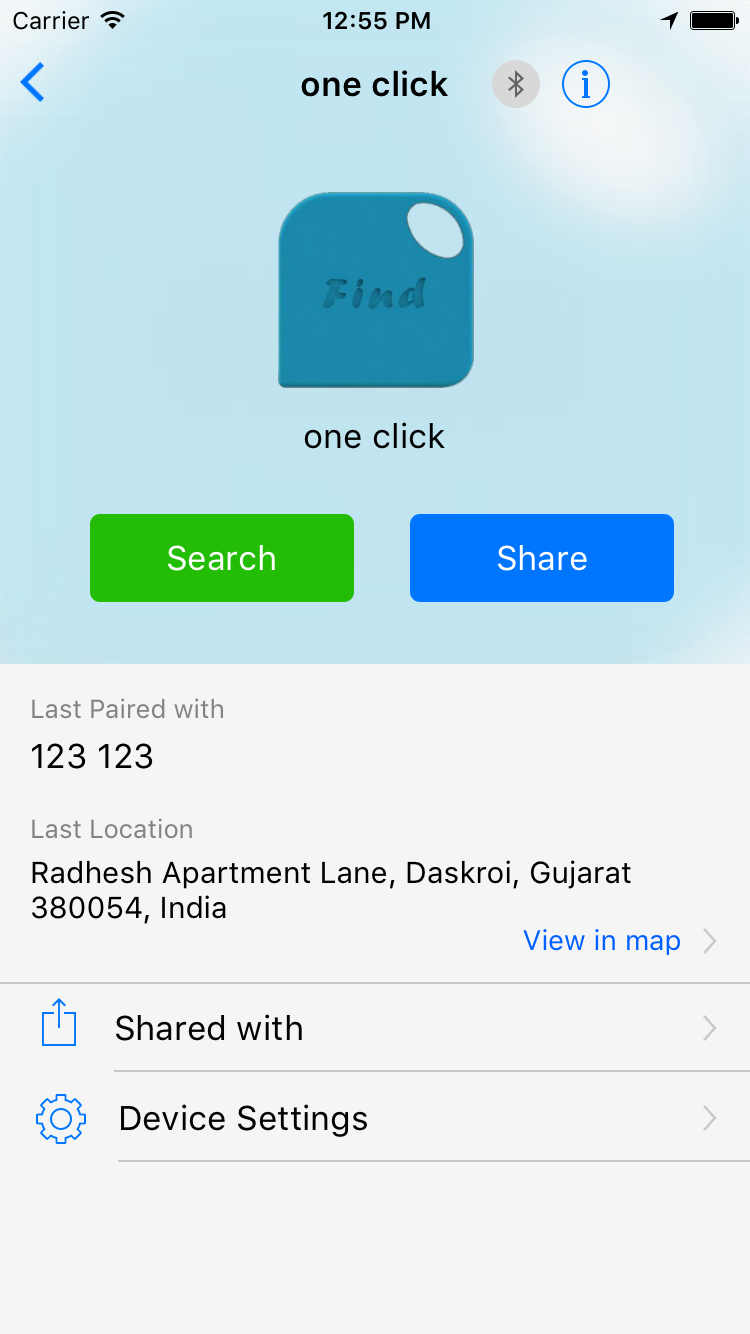 Carrier 12:55 PM
one click
Find
one click
Search Share
Last Paired with
123 123
Last Location
Radhesh Apartment Lane, Daskroi, Gujarat
380054, India
View in map
Shared with
Device Settings